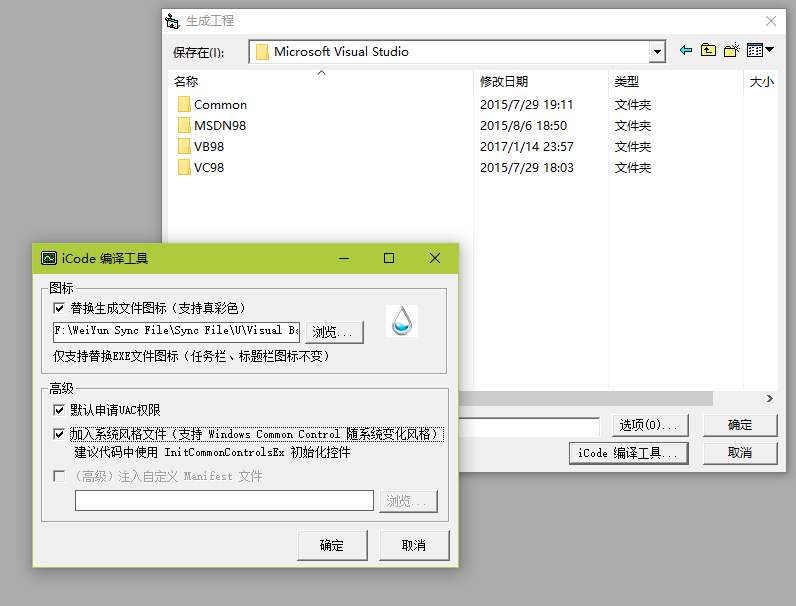 生成工程
保存在(I):
Microsoft Visual Studio
名称 修改日期 类型 大小
Common 2015/7/29 19:11 文件夹
MSDN98 2015/8/6 18:50 文件夹
VB98 2017/1/14 23:57 文件夹
VC98 2015/7/29 18:03 文件夹
选项(O)... 确定
iCode 编译工具... 取消
iCode 编译工具
图标
替换生成文件图标（支持真彩色）
F:\WeiYun Sync File\Sync File\U\Visual Ba
浏览...
仅支持替换EXE文件图标（任务栏、标题栏图标不变）
高级
默认申请UAC权限
加入系统风格文件（支持 Windows Common Control 随系统变化风格）
建议代码中使用 InitCommonControlsEx 初始化控件
（高级）注入自定义 Manifest 文件
浏览...
确定 取消